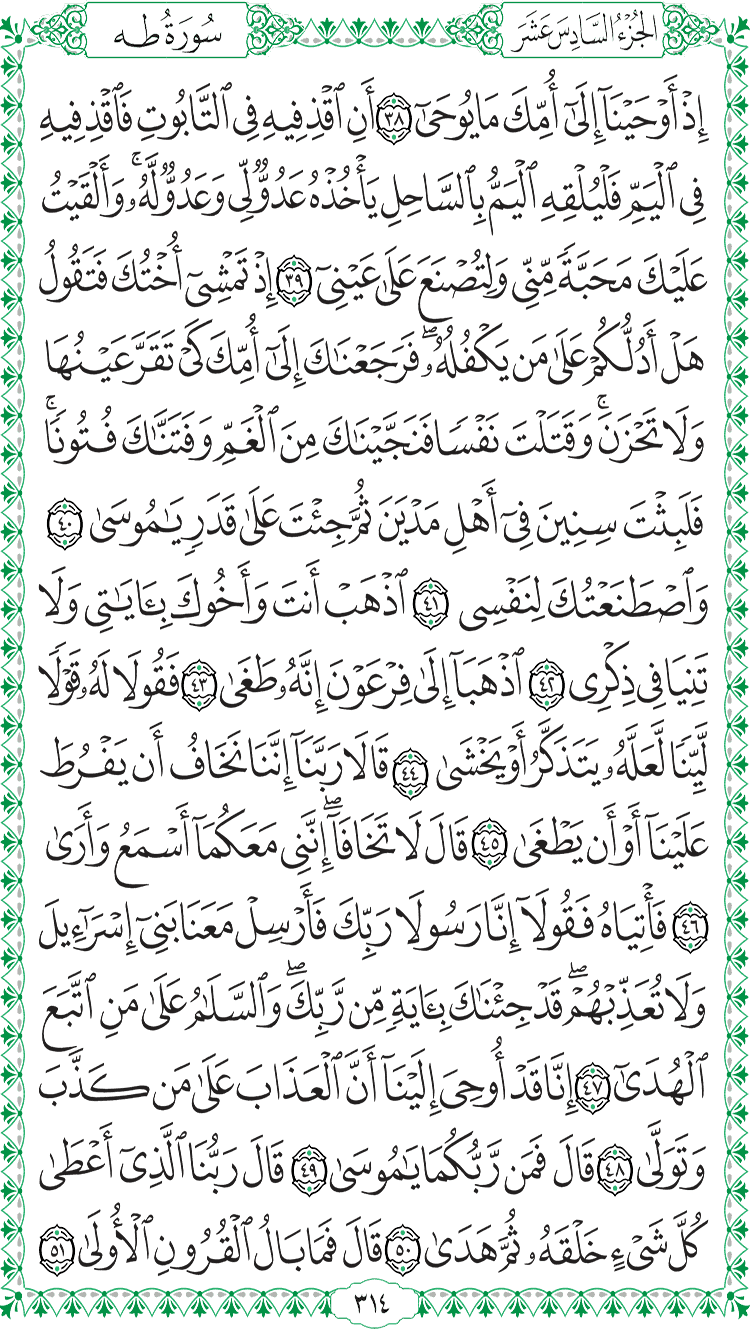 الجُزْءُ السَّادِسَ عَشَرَ
سُورَةُ طه
إِذْ أَوْحَيْنَآ إِلَىٰٓ أُمِّكَ مَا يُوحَىٰٓ ٣٨ أَنِ ٱقْذِفِيهِ فِى ٱلتَّابُوتِ فَٱقْذِفِيهِ
فِى ٱلْيَمِّ فَلْيُلْقِهِ ٱلْيَمُّ بِٱلسَّاحِلِ يَأْخُذْهُ عَدُوٌّ لِّى وَعَدُوٌّ لَّهُۥۚ وَأَلْقَيْتُ
عَلَيْكَ مَحَبَّةً مِّنِّى وَلِتُصْنَعَ عَلَىٰ عَيْنِىٓ ٣٩ إِذْ تَمْشِىٓ أُخْتُكَ فَتَقُولُ
هَلْ أَدُلُّكُمْ عَلَىٰ مَن يَكْفُلُهُۥۖ فَرَجَعْنَٰكَ إِلَىٰٓ أُمِّكَ كَىْ تَقَرَّ عَيْنُهَا
وَلَا تَحْزَنَۚ وَقَتَلْتَ نَفْسًا فَنَجَّيْنَٰكَ مِنَ ٱلْغَمِّ وَفَتَنَّٰكَ فُتُونًاۚ
فَلَبِثْتَ سِنِينَ فِىٓ أَهْلِ مَدْيَنَ ثُمَّ جِئْتَ عَلَىٰ قَدَرٍ يَٰمُوسَىٰ ٤٠
وَٱصْطَنَعْتُكَ لِنَفْسِى ٤١ ٱذْهَبْ أَنتَ وَأَخُوكَ بِـَٔايَٰتِى وَلَا
تَنِيَا فِى ذِكْرِى ٤٢ ٱذْهَبَآ إِلَىٰ فِرْعَوْنَ إِنَّهُۥ طَغَىٰ ٤٣ فَقُولَا لَهُۥ قَوْلًا
لَّيِّنًا لَّعَلَّهُۥ يَتَذَكَّرُ أَوْ يَخْشَىٰ ٤٤ قَالَا رَبَّنَآ إِنَّنَا نَخَافُ أَن يَفْرُطَ
عَلَيْنَآ أَوْ أَن يَطْغَىٰ ٤٥ قَالَ لَا تَخَافَآۖ إِنَّنِى مَعَكُمَآ أَسْمَعُ وَأَرَىٰ
٤٦ فَأْتِيَاهُ فَقُولَآ إِنَّا رَسُولَا رَبِّكَ فَأَرْسِلْ مَعَنَا بَنِىٓ إِسْرَٰٓءِيلَ
وَلَا تُعَذِّبْهُمْۖ قَدْ جِئْنَٰكَ بِـَٔايَةٍ مِّن رَّبِّكَۖ وَٱلسَّلَٰمُ عَلَىٰ مَنِ ٱتَّبَعَ
ٱلْهُدَىٰٓ ٤٧ إِنَّا قَدْ أُوحِىَ إِلَيْنَآ أَنَّ ٱلْعَذَابَ عَلَىٰ مَن كَذَّبَ
وَتَوَلَّىٰ ٤٨ قَالَ فَمَن رَّبُّكُمَا يَٰمُوسَىٰ ٤٩ قَالَ رَبُّنَا ٱلَّذِىٓ أَعْطَىٰ
كُلَّ شَىْءٍ خَلْقَهُۥ ثُمَّ هَدَىٰ ٥٠ قَالَ فَمَا بَالُ ٱلْقُرُونِ ٱلْأُولَىٰ ٥١
٣١٤